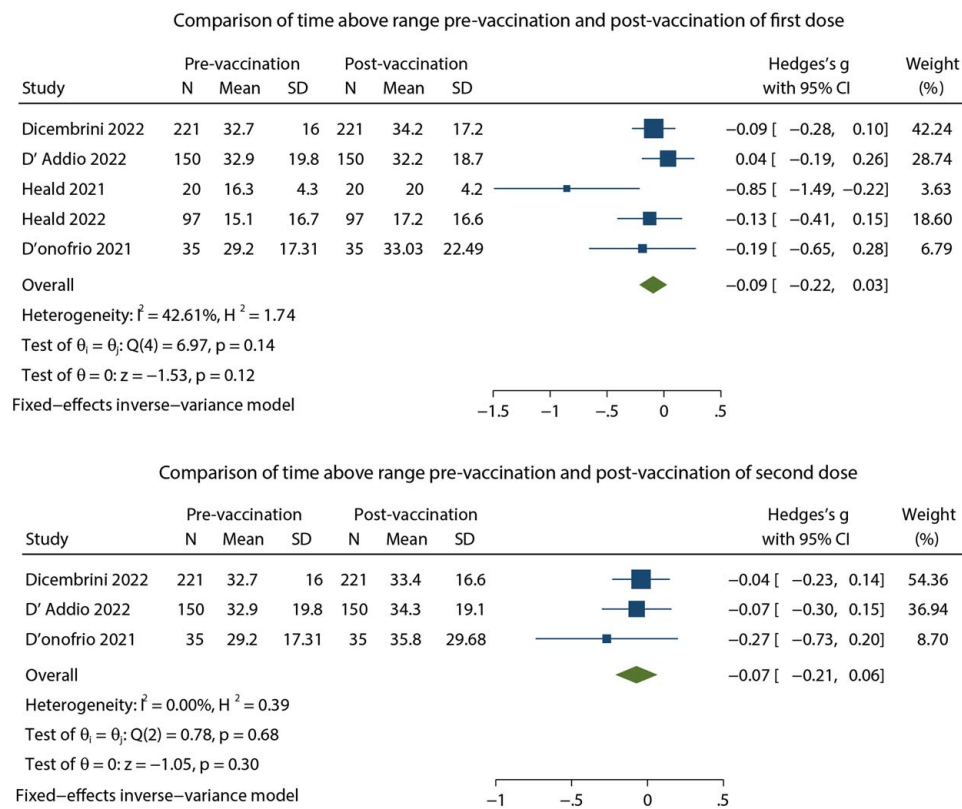 Comparison of time above range pre-vaccination and post-vaccination of first dose
Pre-vaccination Post-vaccination Hedges's g Weight
Study N Mean SD N Mean SD with 95% CI (%)
Dicembrini 2022 221 32.7 16 221 34.2 17.2 −0.09 [ −0.28, 0.10] 42.24
D' Addio 2022 150 32.9 19.8 150 32.2 18.7 0.04 [ −0.19, 0.26] 28.74
Heald 2021 20 16.3 4.3 20 20 4.2 −0.85 [ −1.49, −0.22] 3.63
Heald 2022 97 15.1 16.7 97 17.2 16.6 −0.13 [ −0.41, 0.15] 18.60
D'onofrio 2021 35 29.2 17.31 35 33.03 22.49 −0.19 [ −0.65, 0.28] 6.79
Overall −0.09 [ −0.22, 0.03]
Heterogeneity: I² = 42.61%, H ² = 1.74
Test of θi = θj: Q(4) = 6.97, p = 0.14
Test of θ = 0: z = −1.53, p = 0.12
Fixed−effects inverse−variance model
−1.5 −1 −.5 0 .5
Comparison of time above range pre-vaccination and post-vaccination of second dose
Pre-vaccination Post-vaccination Hedges's g Weight
Study N Mean SD N Mean SD with 95% CI (%)
Dicembrini 2022 221 32.7 16 221 33.4 16.6 −0.04 [ −0.23, 0.14] 54.36
D' Addio 2022 150 32.9 19.8 150 34.3 19.1 −0.07 [ −0.30, 0.15] 36.94
D'onofrio 2021 35 29.2 17.31 35 35.8 29.68 −0.27 [ −0.73, 0.20] 8.70
Overall −0.07 [ −0.21, 0.06]
Heterogeneity: I² = 0.00%, H ² = 0.39
Test of θi = θj: Q(2) = 0.78, p = 0.68
Test of θ = 0: z = −1.05, p = 0.30
Fixed−effects inverse−variance model
−1 −.5 0 .5